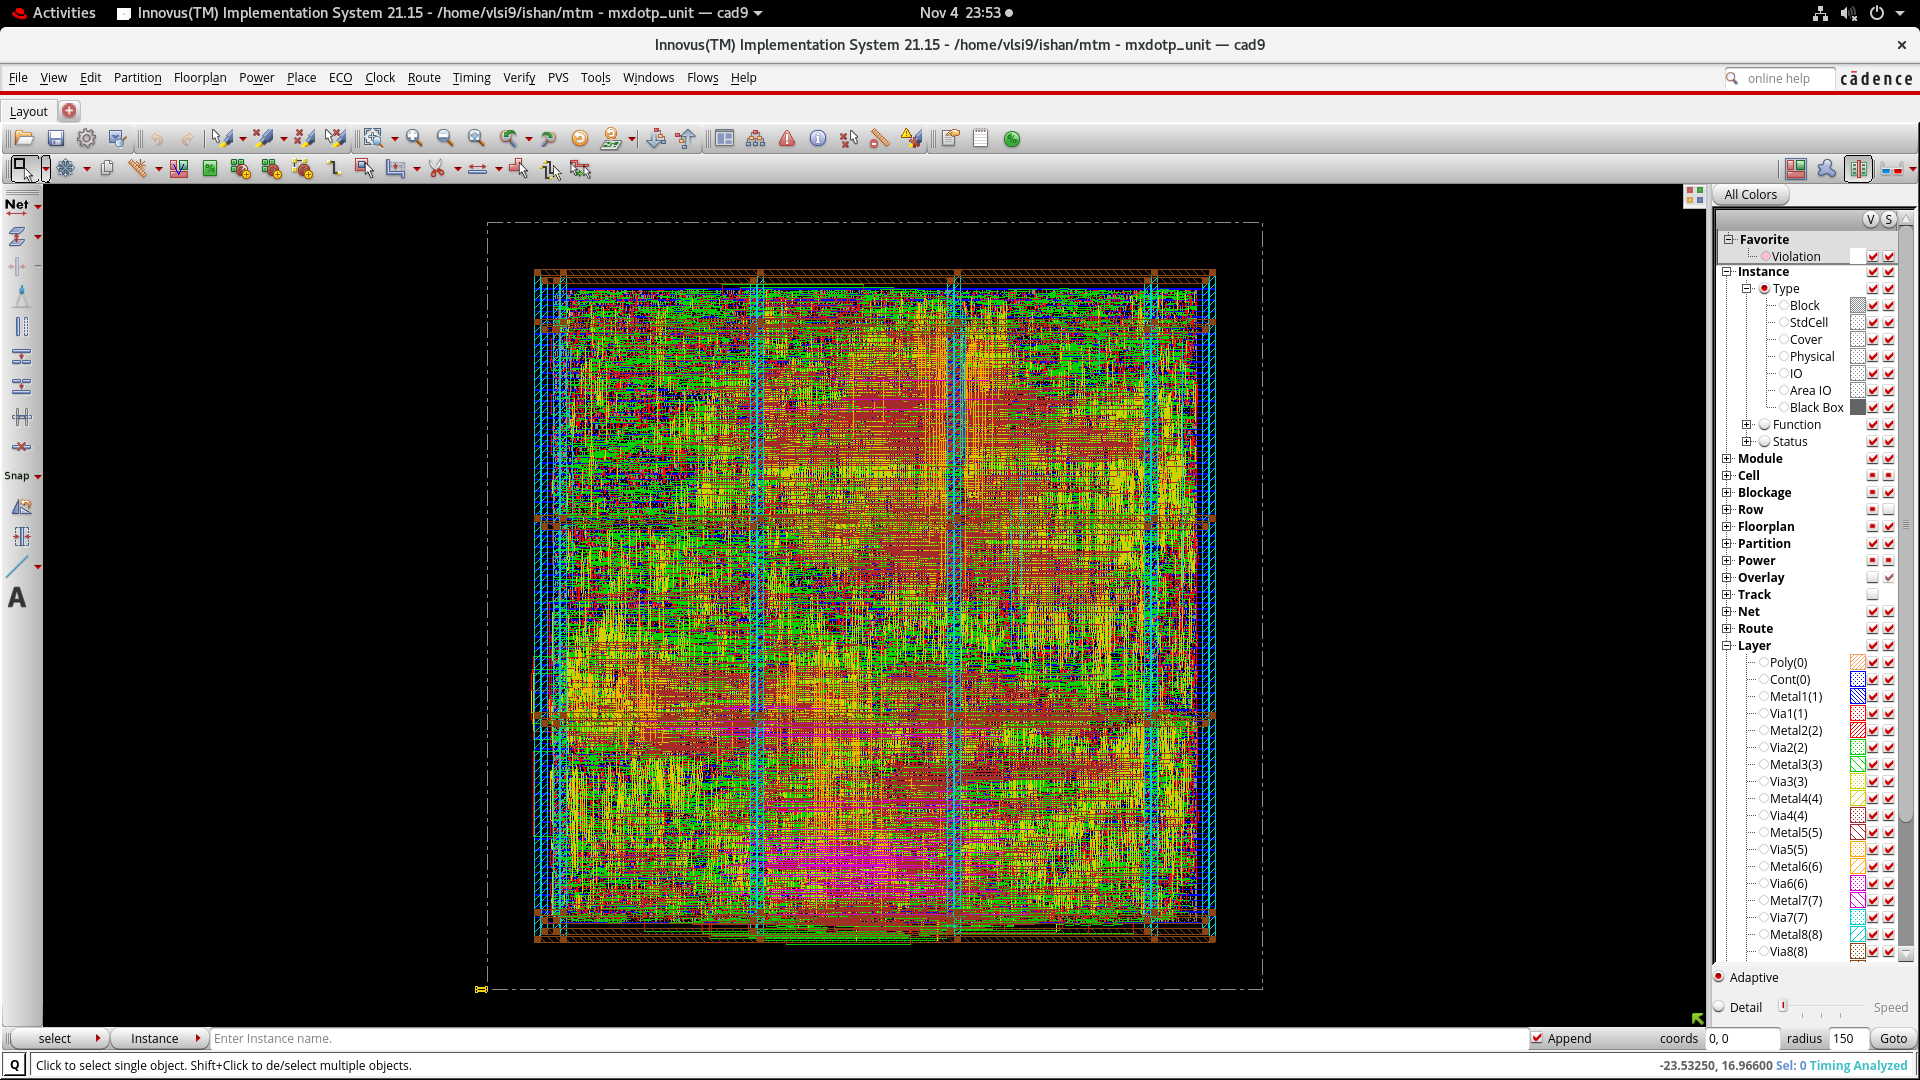 Activities
Innovus(TM) Implementation System 21.15 - /home/vlsi9/ishan/mtm - mxdotp_unit — cad9
Nov 4 23:53
Innovus(TM) Implementation System 21.15 - /home/vlsi9/ishan/mtm - mxdotp_unit — cad9
File View Edit Partition Floorplan Power Place ECO Clock Route Timing Verify PVS Tools Windows Flows Help
online help
cādence
Layout
Net
Snap
A
All Colors
V S
Favorite
Violation
Instance
Type
Block
StdCell
Cover
Physical
IO
Area IO
Black Box
Function
Status
Module
Cell
Blockage
Row
Floorplan
Partition
Power
Overlay
Track
Net
Route
Layer
Poly(0)
Cont(0)
Metal1(1)
Via1(1)
Metal2(2)
Via2(2)
Metal3(3)
Via3(3)
Metal4(4)
Via4(4)
Metal5(5)
Via5(5)
Metal6(6)
Via6(6)
Metal7(7)
Via7(7)
Metal8(8)
Via8(8)
Adaptive
Detail Speed
select Instance Enter Instance name. Append coords 0, 0 radius 150 Goto
Q Click to select single object. Shift+Click to de/select multiple objects. -23.53250, 16.96600 Sel: 0 Timing Analyzed